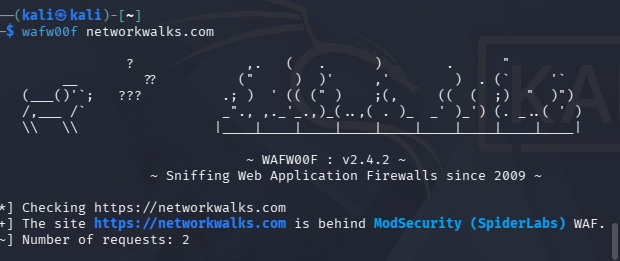 ──(kali㉿kali)-[~]
─$ wafw00f networkwalks.com
~ WAFW00F : v2.4.2 ~
~ Sniffing Web Application Firewalls since 2009 ~
*] Checking https://networkwalks.com
+] The site https://networkwalks.com is behind ModSecurity (SpiderLabs) WAF.
~] Number of requests: 2